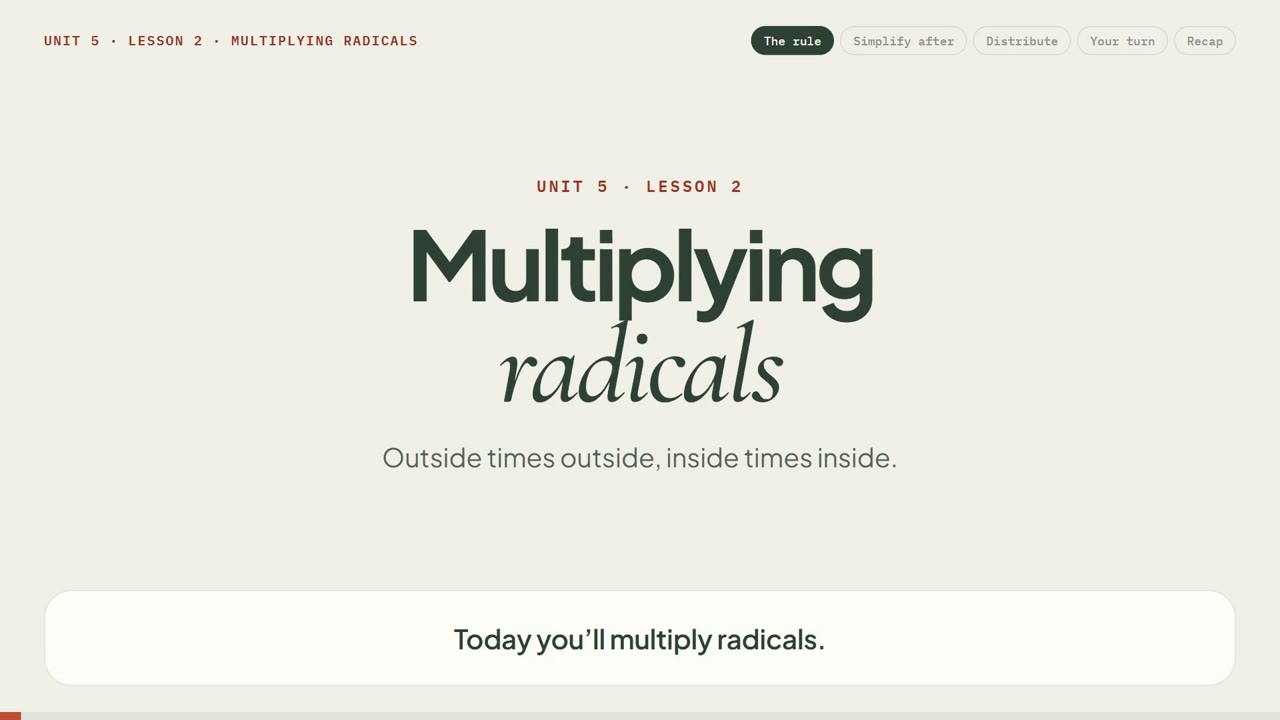 UNIT 5 · LESSON 2 · MULTIPLYING RADICALS
The rule
Simplify after
Distribute
Your turn
Recap
UNIT 5 · LESSON 2
Multiplying
radicals
Outside times outside, inside times inside.
Today you’ll multiply radicals.